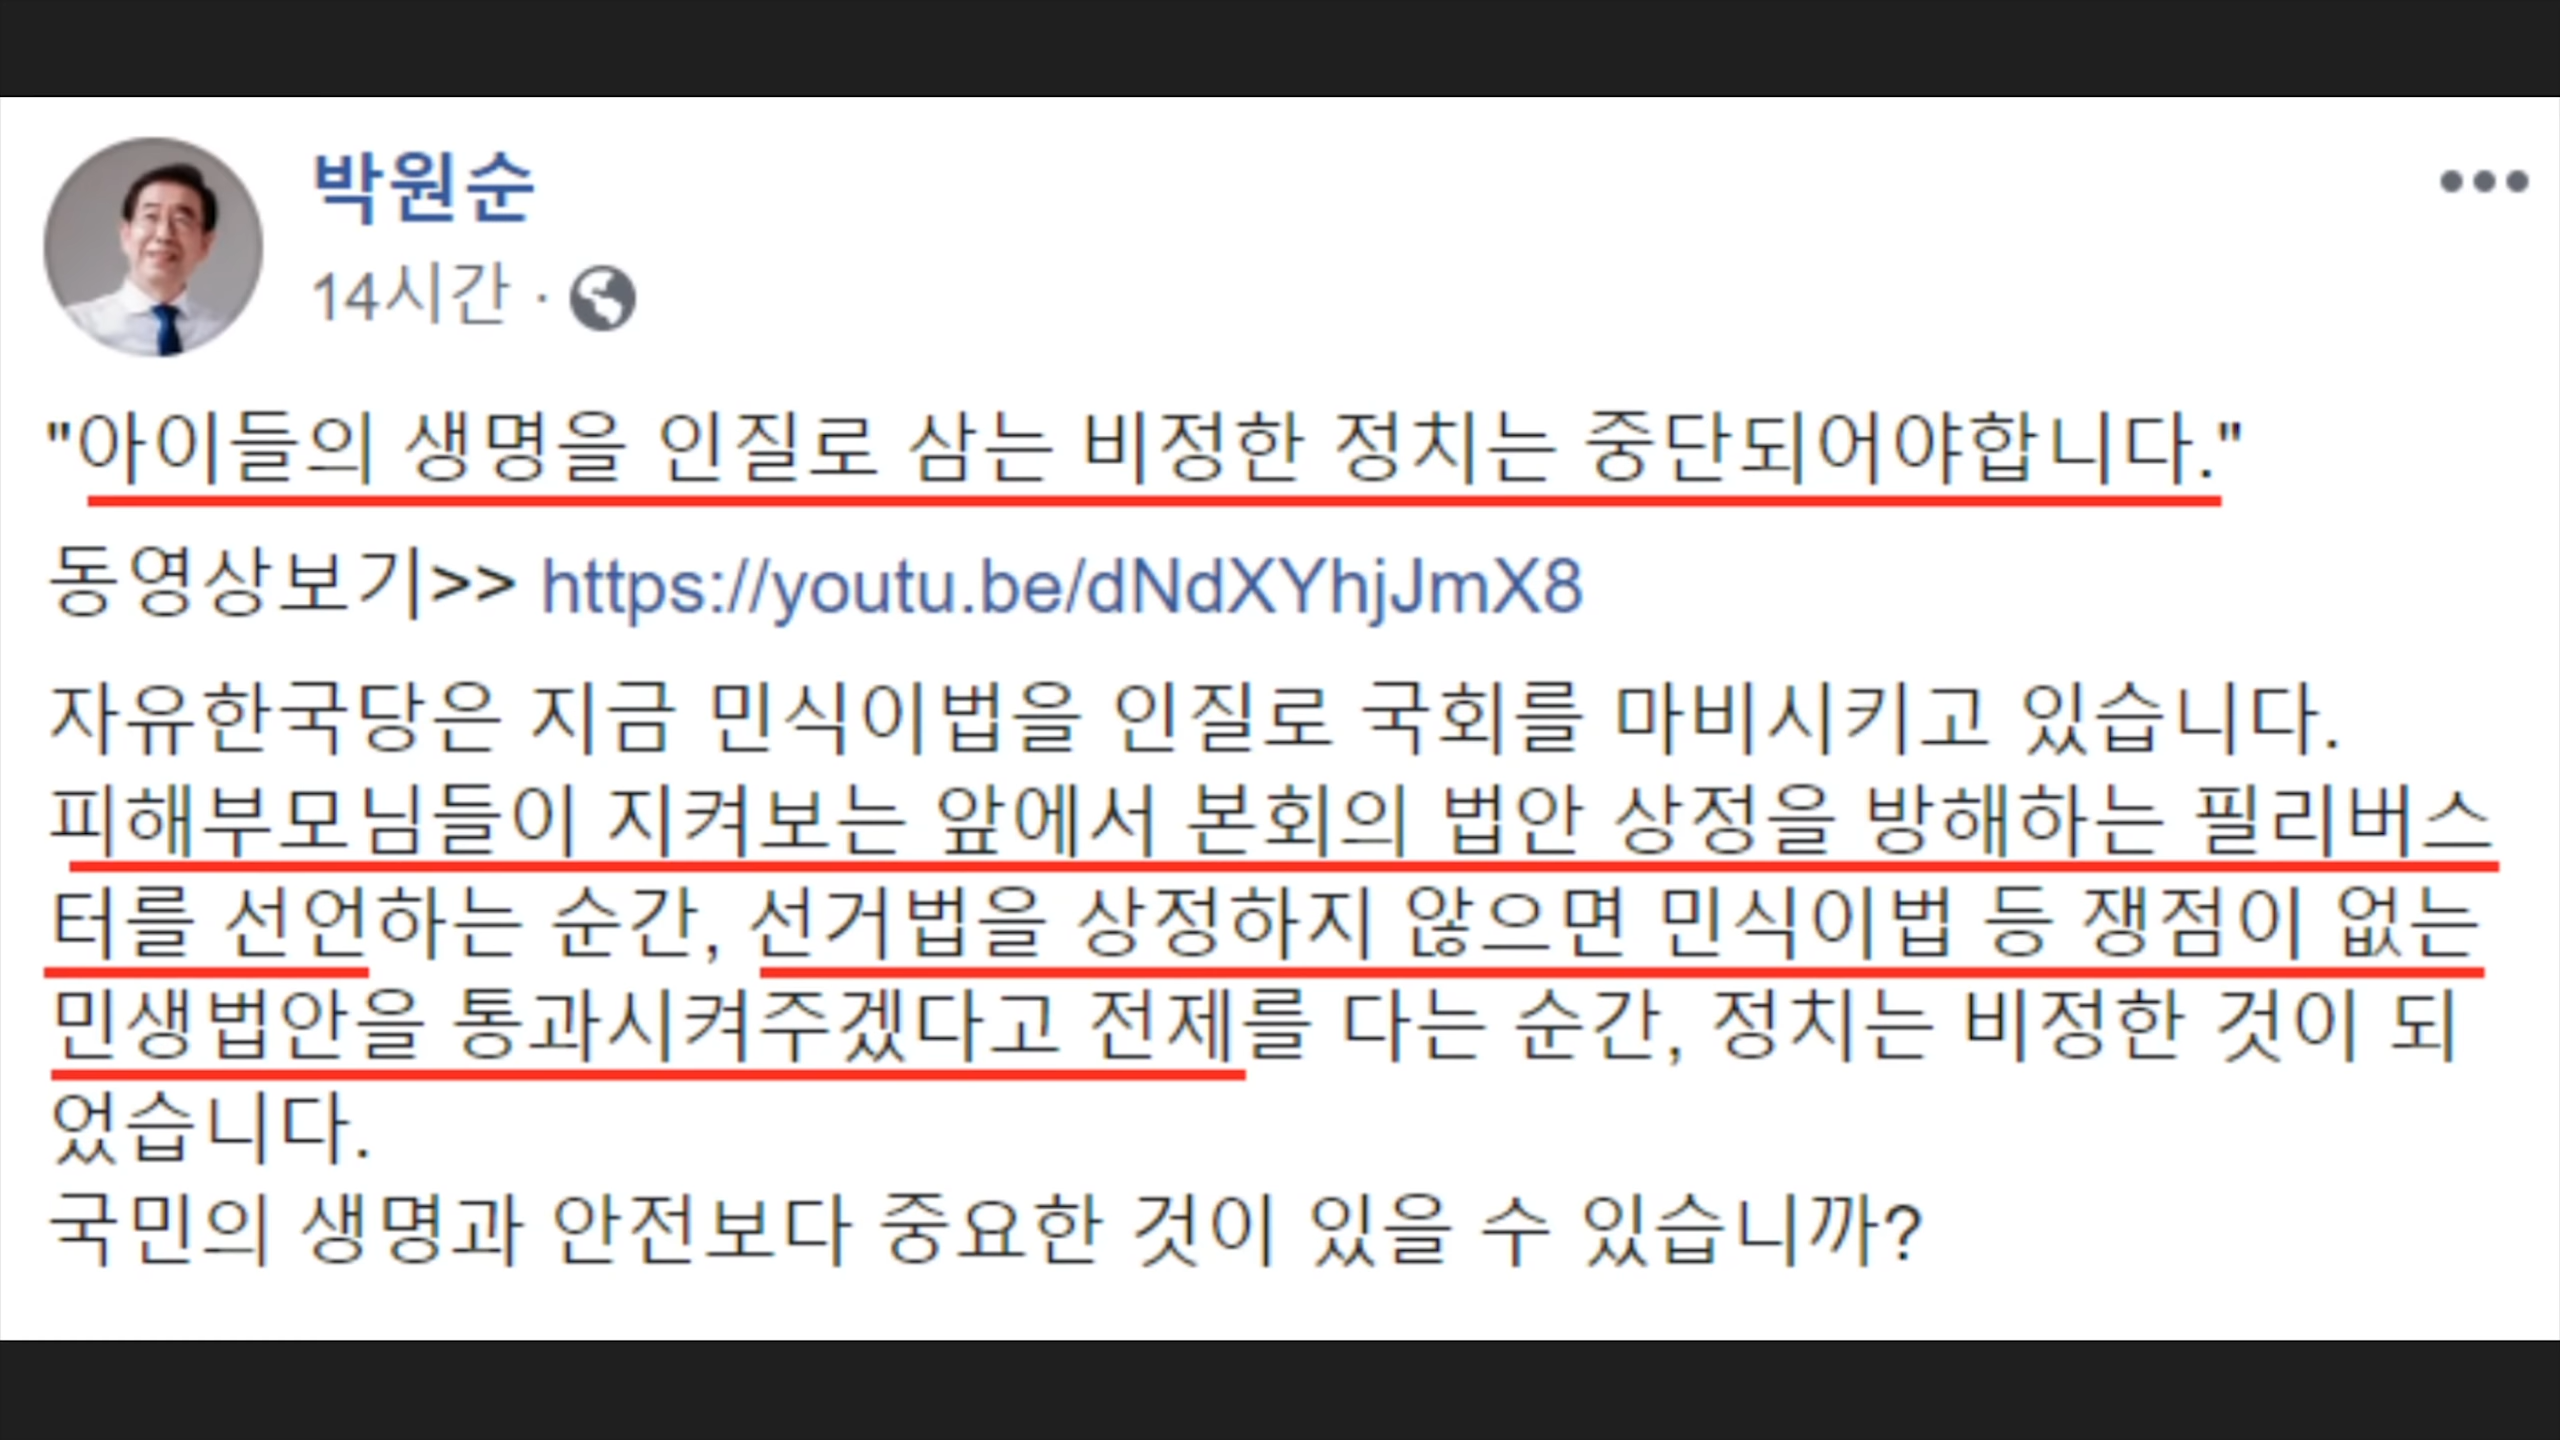 박원순
14시간 ·
"아이들의 생명을 인질로 삼는 비정한 정치는 중단되어야합니다."
동영상보기>> https://youtu.be/dNdXYhjJmX8
자유한국당은 지금 민식이법을 인질로 국회를 마비시키고 있습니다.
피해부모님들이 지켜보는 앞에서 본회의 법안 상정을 방해하는 필리버스
터를 선언하는 순간, 선거법을 상정하지 않으면 민식이법 등 쟁점이 없는
민생법안을 통과시켜주겠다고 전제를 다는 순간, 정치는 비정한 것이 되
었습니다.
국민의 생명과 안전보다 중요한 것이 있을 수 있습니까?